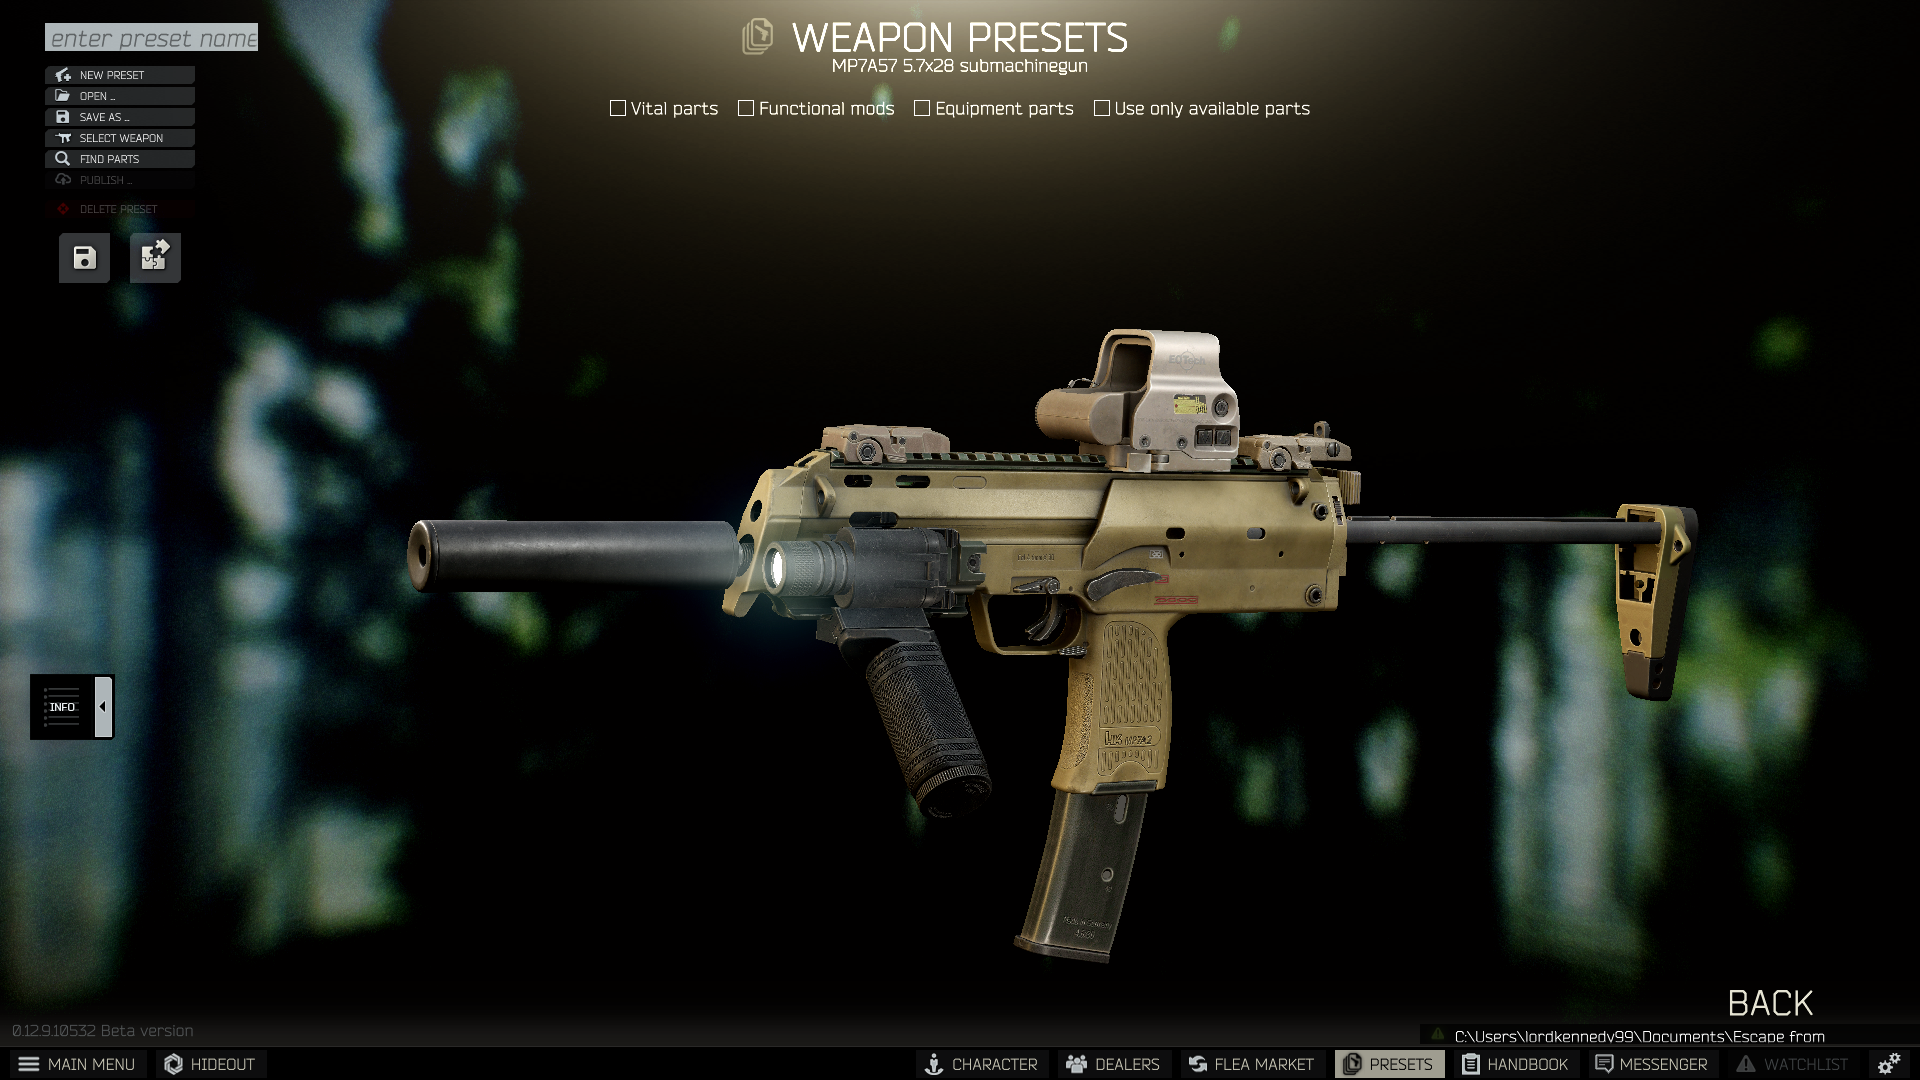 enter preset name
WEAPON PRESETS
MP7A57 5.7x28 submachinegun
NEW PRESET
OPEN ...
SAVE AS ...
SELECT WEAPON
FIND PARTS
PUBLISH ...
DELETE PRESET
Vital parts
Functional mods
Equipment parts
Use only available parts
EOTech
MP7A2
INFO
BACK
0.12.9.10532 Beta version
C:\Users\lordkennedy99\Documents\Escape from
MAIN MENU
HIDEOUT
CHARACTER
DEALERS
FLEA MARKET
PRESETS
HANDBOOK
MESSENGER
WATCHLIST